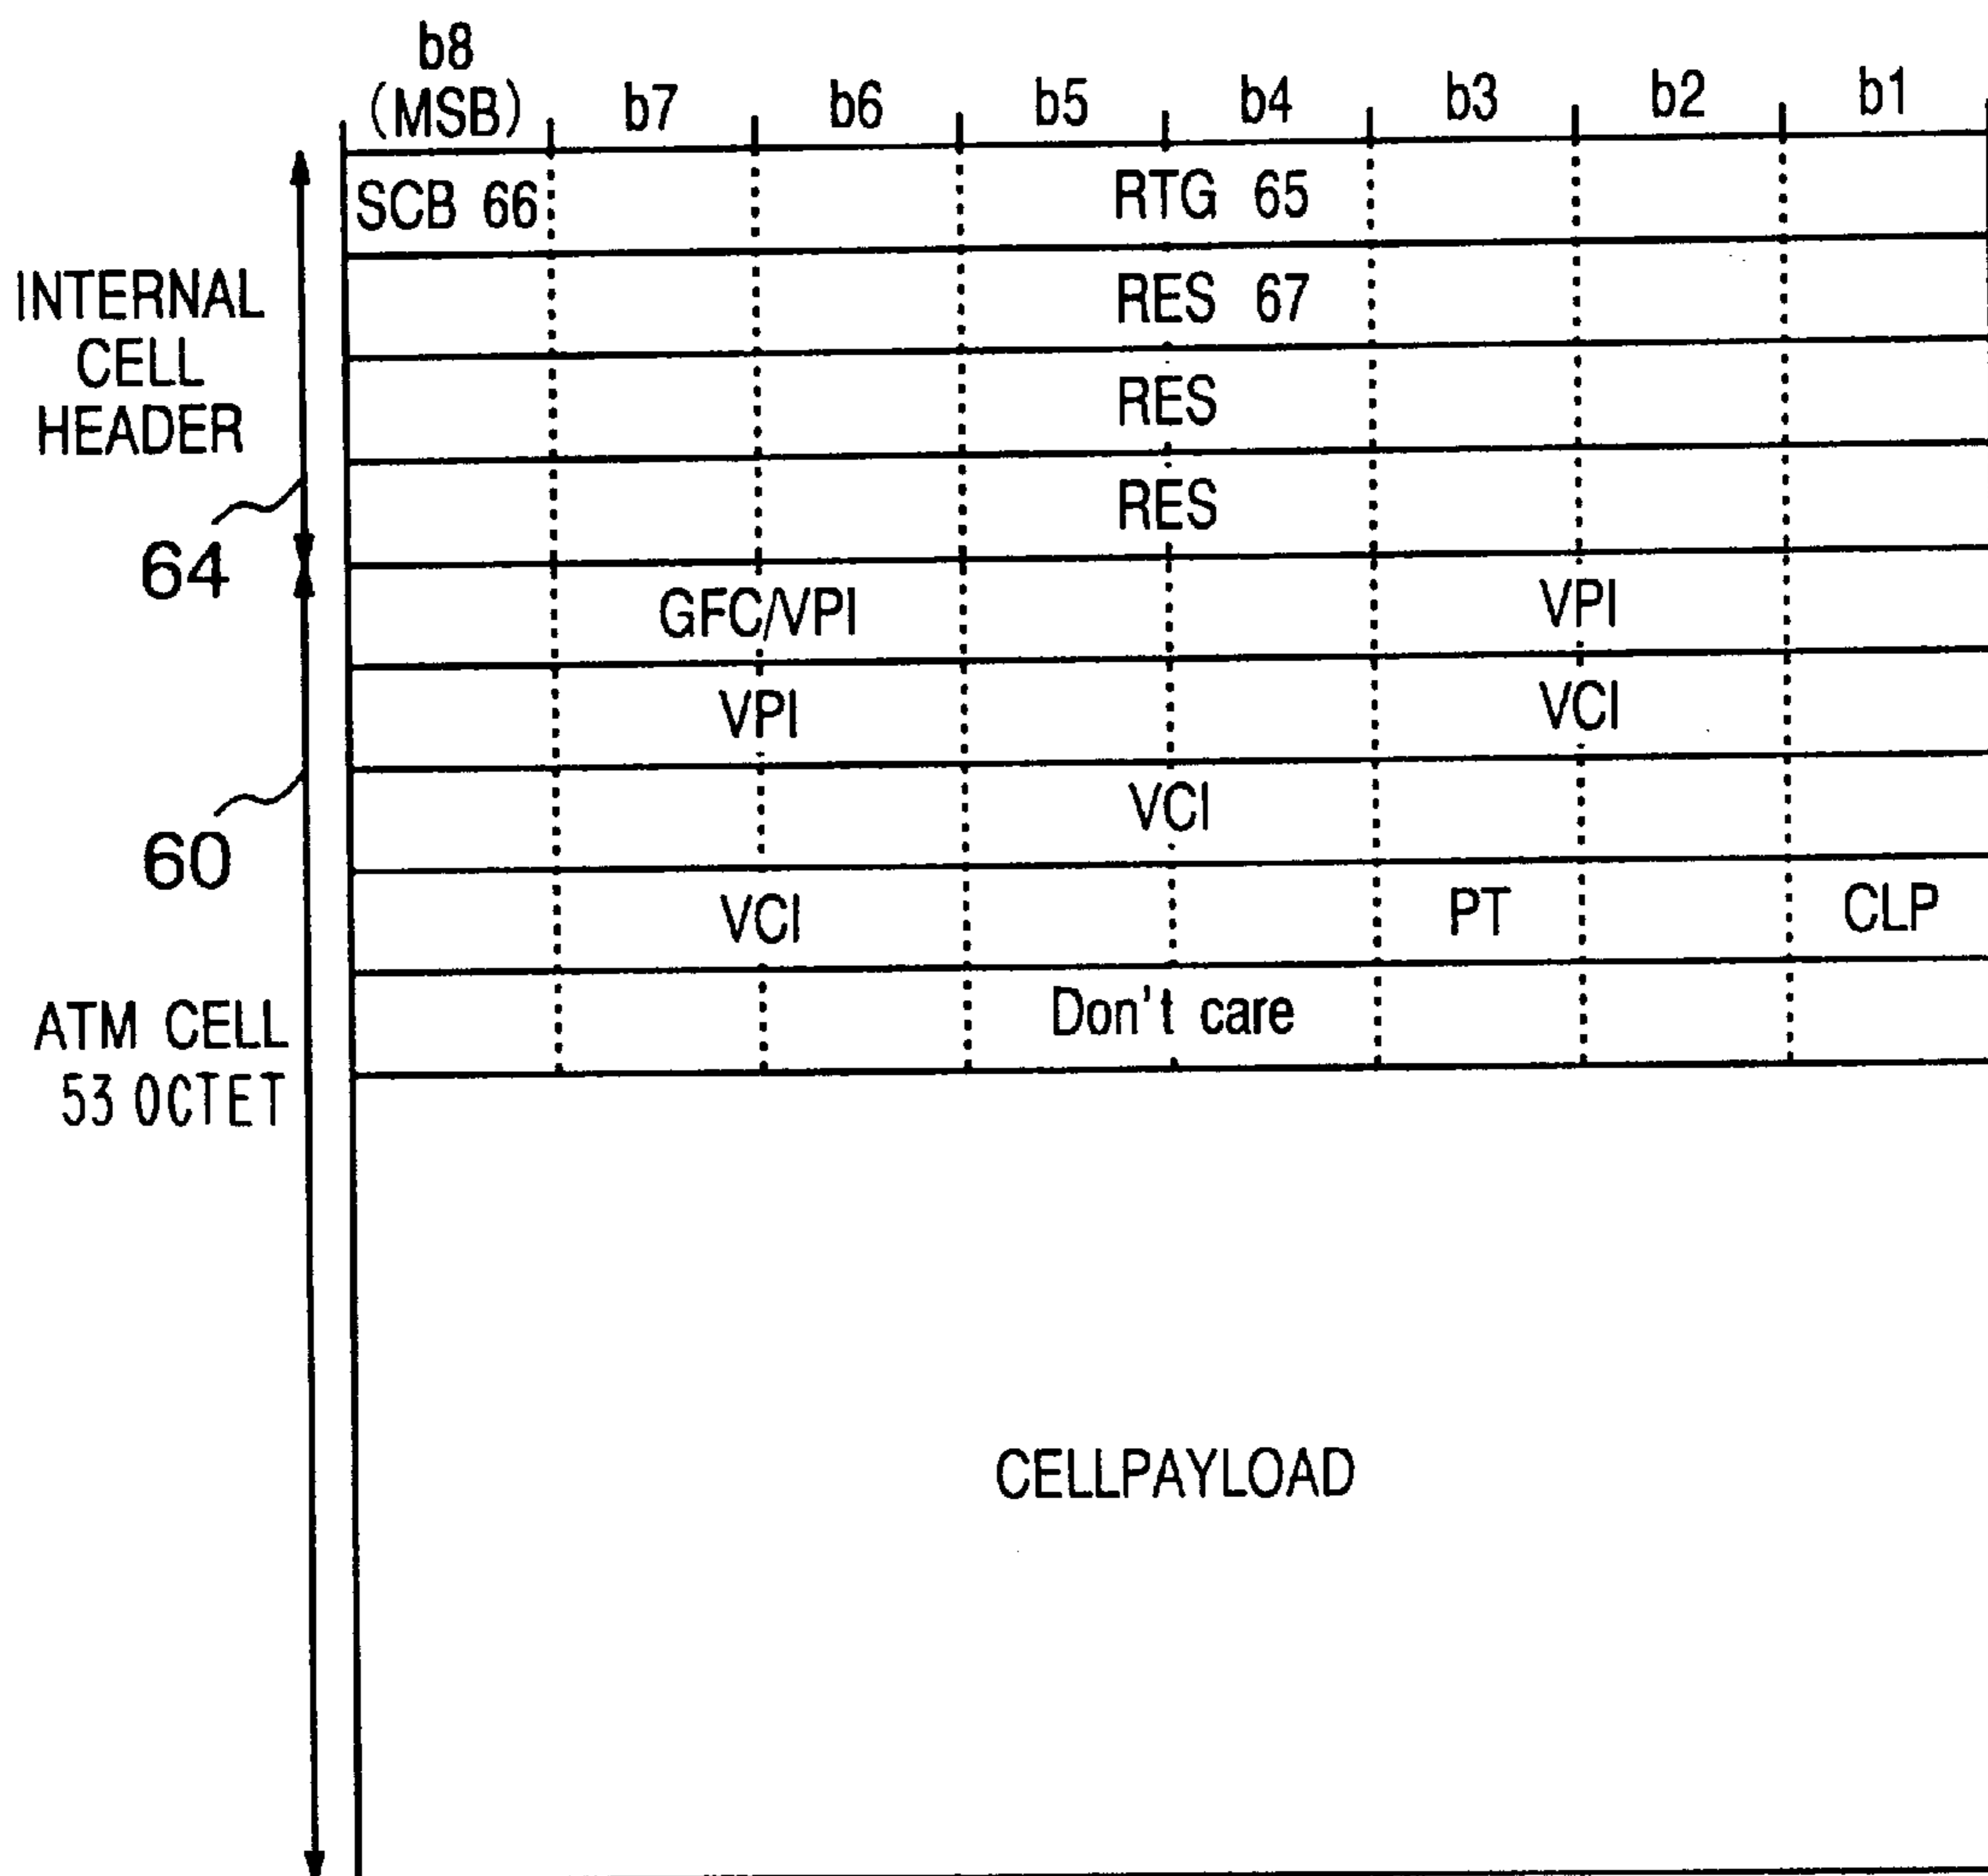 b8
(MSB) b7 b6 b5 b4 b3 b2 b1
SCB 66 RTG 65
RES 67
RES
RES
INTERNAL
CELL
HEADER
64
GFC/VPI VPI
VPI VCI
VCI
60
VCI PT CLP
Don't care
ATM CELL
53 OCTET
CELLPAYLOAD